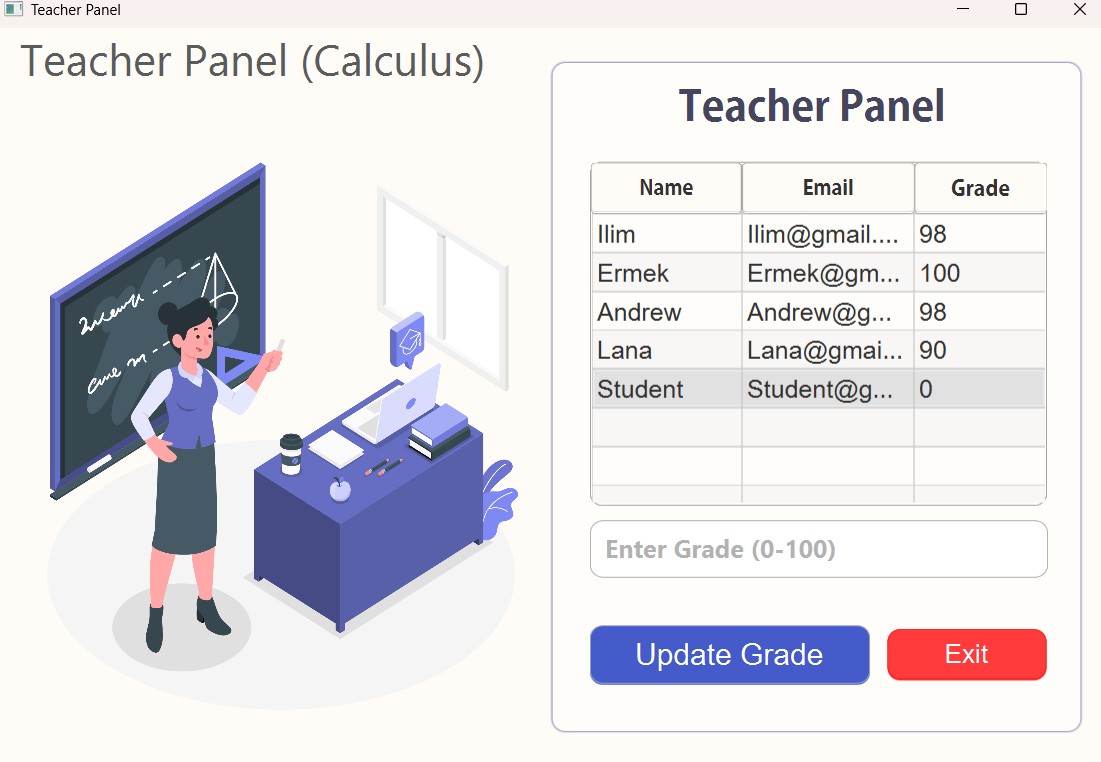 Teacher Panel
Teacher Panel (Calculus)
Teacher Panel
Name Email Grade
Ilim Ilim@gmail.... 98
Ermek Ermek@gm... 100
Andrew Andrew@g... 98
Lana Lana@gmai... 90
Student Student@g... 0
Enter Grade (0-100)
Update Grade Exit